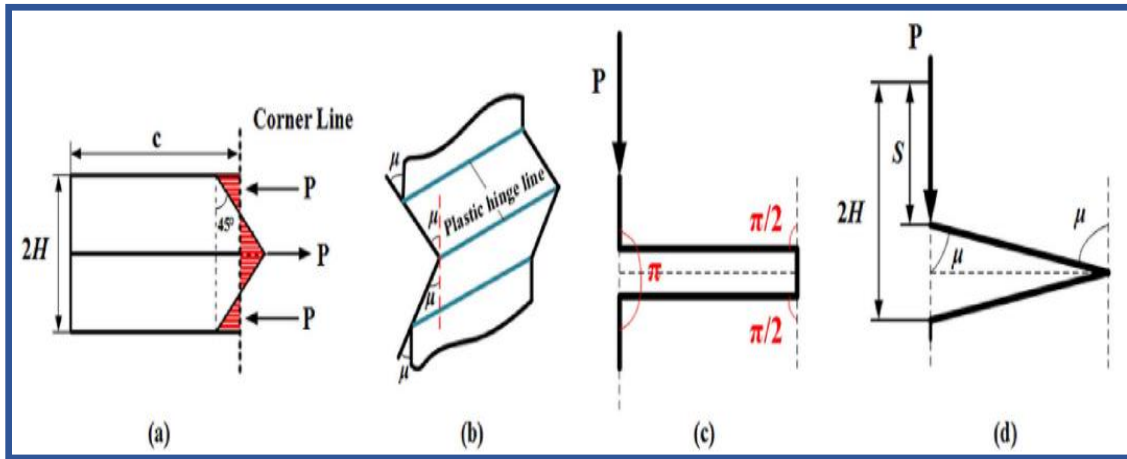 c
Corner Line
P
45°
2H
P
P
(a)
μ
μ
Plastic hinge line
μ
μ
(b)
P
π/2
π
π/2
(c)
P
S
2H
μ
μ
(d)